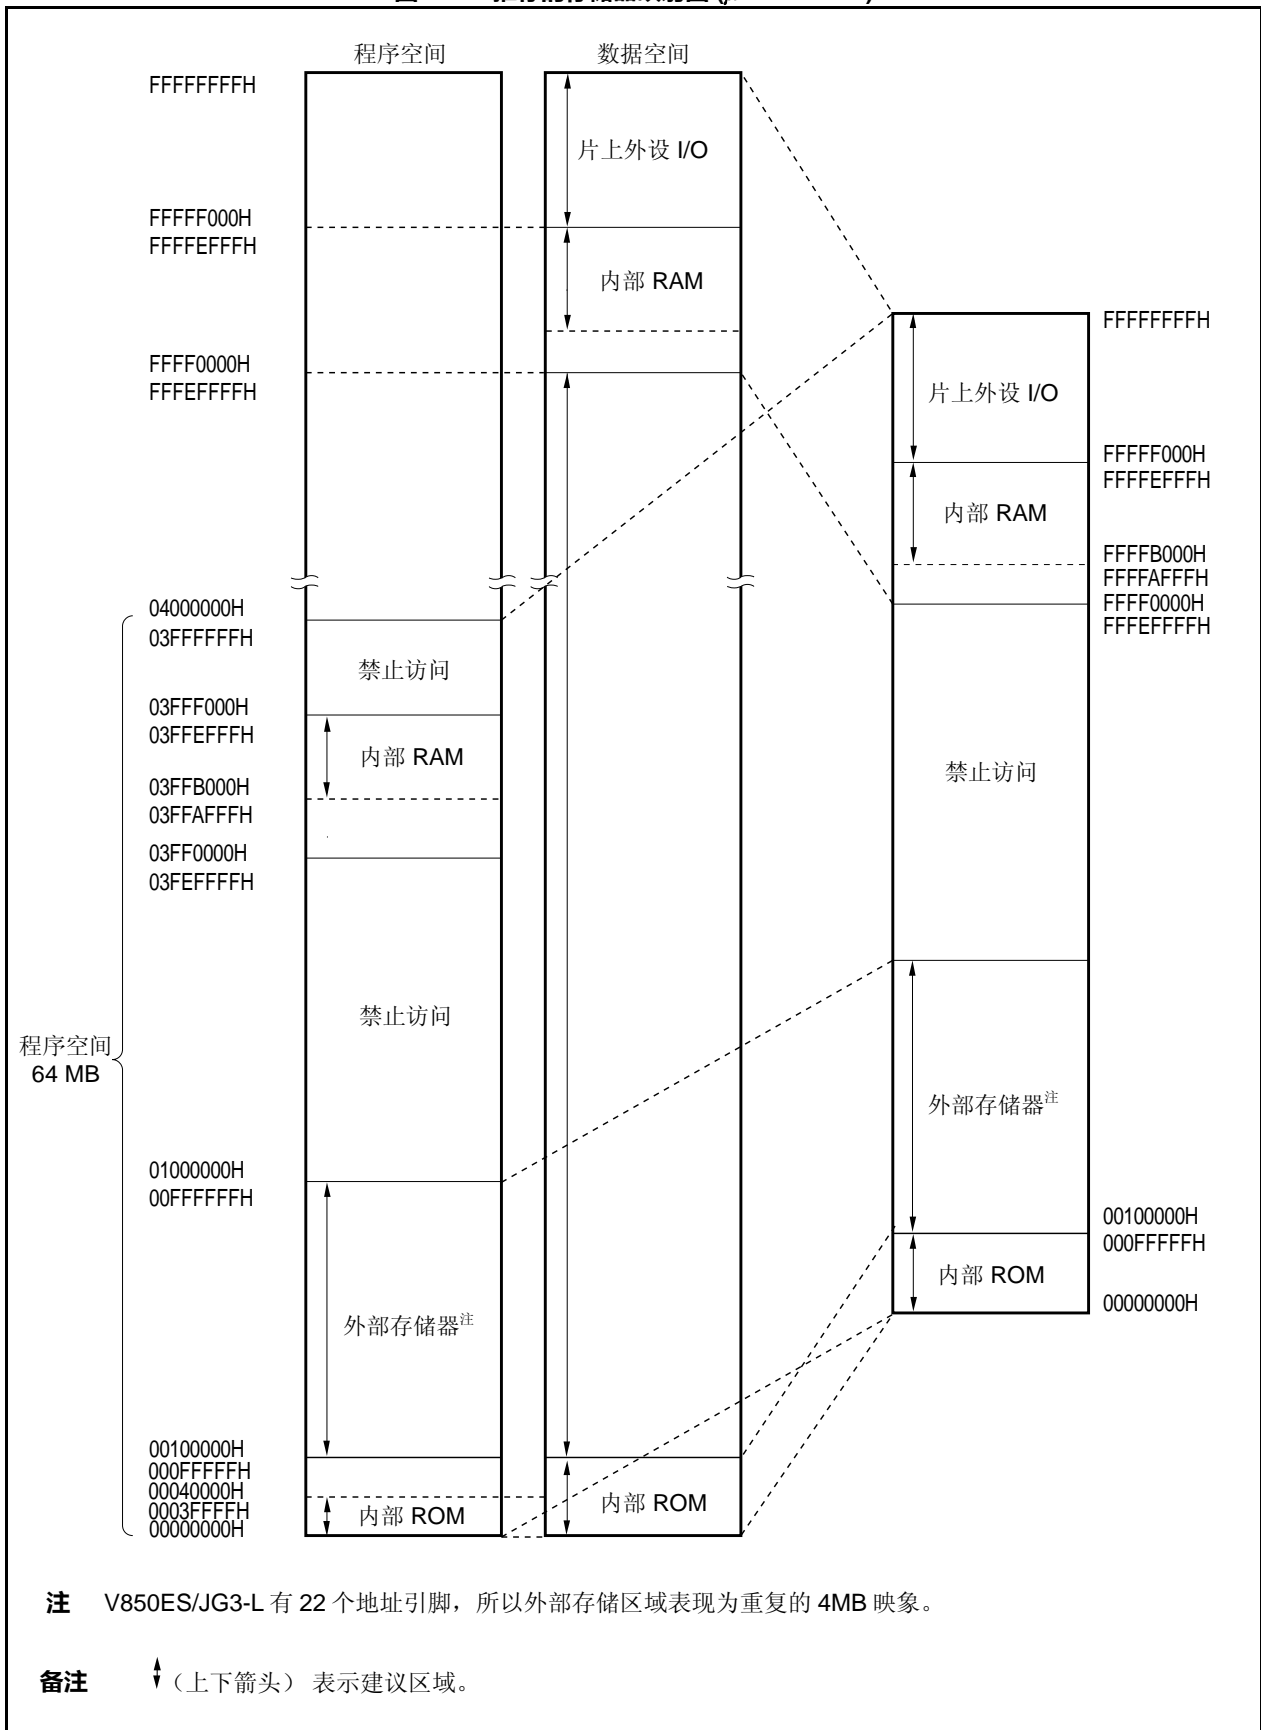 程序空间
数据空间
FFFFFFFFH
片上外设 I/O
FFFFF000H
FFFFEFFFH
内部 RAM
FFFF0000H
FFFEFFFFH
FFFFFFFFH
片上外设 I/O
FFFFF000H
FFFFEFFFH
内部 RAM
FFFFB000H
FFFFAFFFH
FFFF0000H
FFFEFFFFH
04000000H
03FFFFFFH
禁止访问
03FFF000H
03FFEFFFH
内部 RAM
03FFB000H
03FFAFFFH
03FF0000H
03FEFFFFH
禁止访问
禁止访问
程序空间
64 MB
外部存储器注
01000000H
00FFFFFFH
00100000H
000FFFFFH
内部 ROM
00000000H
外部存储器注
00100000H
000FFFFFH
00040000H
0003FFFFH
00000000H
内部 ROM
内部 ROM
注 V850ES/JG3-L 有 22 个地址引脚，所以外部存储区域表现为重复的 4MB 映象。
备注 （上下箭头） 表示建议区域。